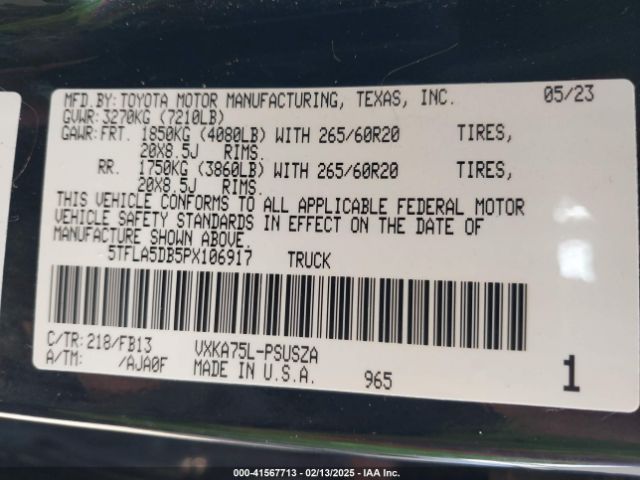 MFD.BY: TOYOTA MOTOR MANUFACTURING, TEXAS, INC. 05/23
GVWR: 3270KG (7210LB)
GAWR: FRT. 1850KG (4080LB) WITH 265/60R20 TIRES,
20X8.5J RIMS.
RR. 1750KG (3860LB) WITH 265/60R20 TIRES,
20X8.5J RIMS.
THIS VEHICLE CONFORMS TO ALL APPLICABLE FEDERAL MOTOR
VEHICLE SAFETY STANDARDS IN EFFECT ON THE DATE OF
MANUFACTURE SHOWN ABOVE.
5TFLA5DB5PX106917 TRUCK
C/TR: 218/FB13 VXKA75L-PSUSZA
A/TM: /AJA0F MADE IN U.S.A. 965 1
000-41567713 - 02/13/2025 - IAA Inc.